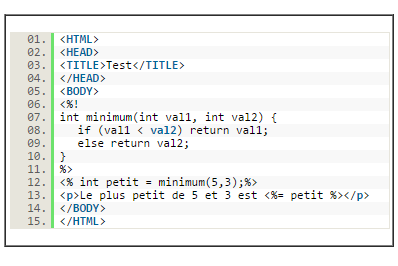 01. <HTML>
02. <HEAD>
03. <TITLE>Test</TITLE>
04. </HEAD>
05. <BODY>
06. <%!
07. int minimum(int val1, int val2) {
08. if (val1 < val2) return val1;
09. else return val2;
10. }
11. %>
12. <% int petit = minimum(5,3);%>
13. <p>Le plus petit de 5 et 3 est <%= petit %></p>
14. </BODY>
15. </HTML>